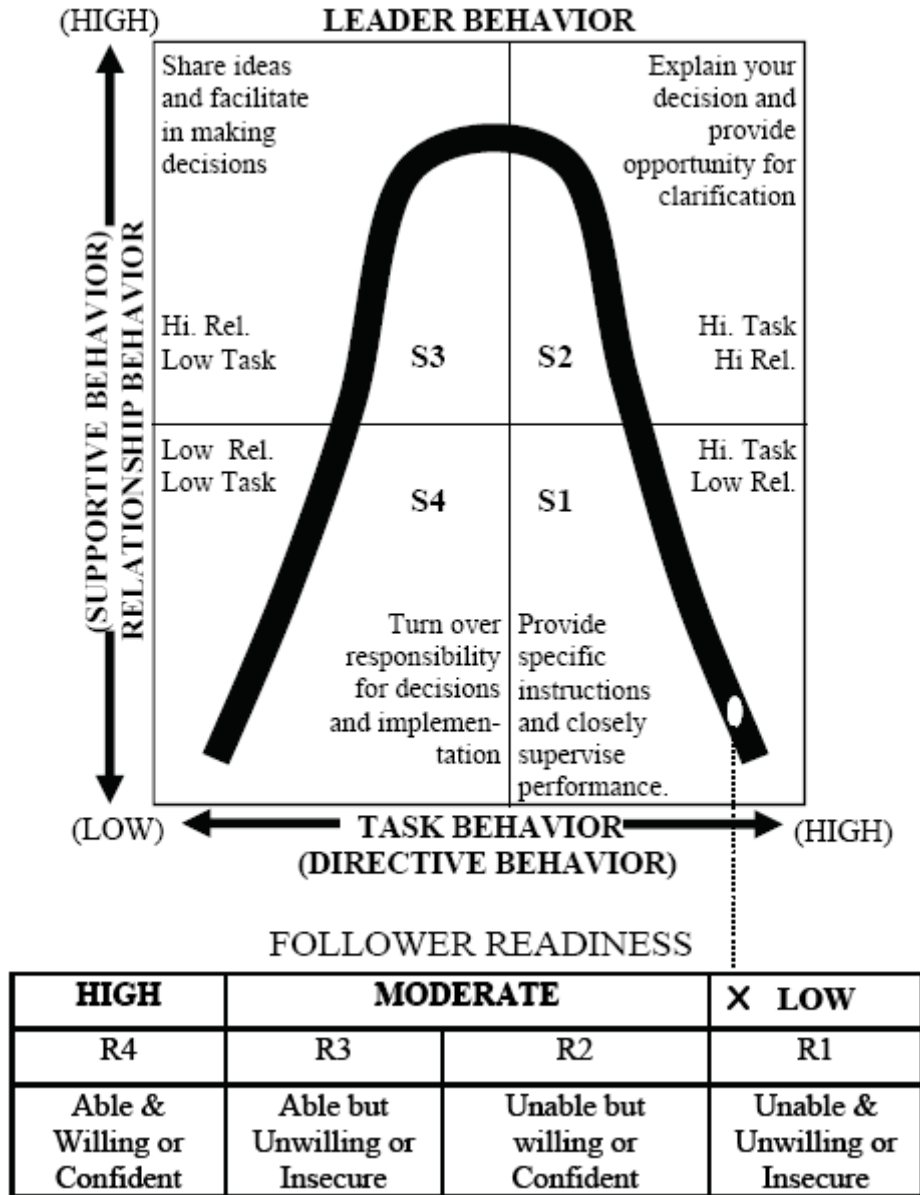 (HIGH)
LEADER BEHAVIOR
Share ideas
and facilitate
in making
decisions
Explain your
decision and
provide
opportunity for
clarification
(SUPPORTIVE BEHAVIOR)
RELATIONSHIP BEHAVIOR
Hi. Rel.
Low Task
S3
S2
Hi. Task
Hi Rel.
Low Rel.
Low Task
S4
S1
Hi. Task
Low Rel.
Turn over
responsibility
for decisions
and implemen-
tation
Provide
specific
instructions
and closely
supervise
performance.
(LOW)
TASK BEHAVIOR
(HIGH)
(DIRECTIVE BEHAVIOR)
FOLLOWER READINESS
HIGH
MODERATE
X LOW
R4
R3
R2
R1
Able &
Willing or
Confident
Able but
Unwilling or
Insecure
Unable but
willing or
Confident
Unable &
Unwilling or
Insecure